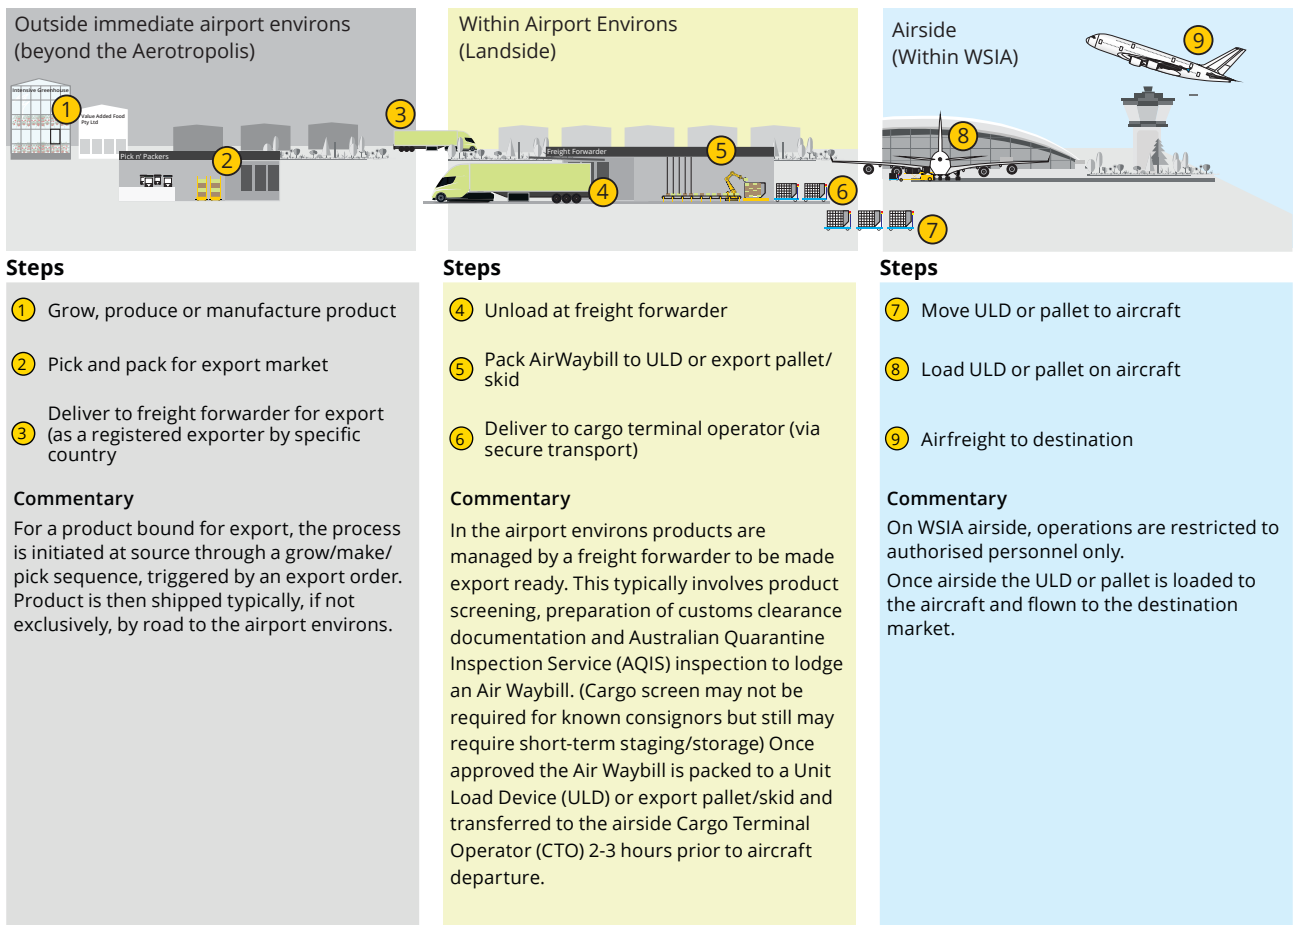 Outside immediate airport environs
(beyond the Aerotropolis)
Intensive Greenhouse
1
Value Added Food
Pty Ltd
Pick n' Packers
2
3
Within Airport Environs
(Landside)
Freight Forwarder
4
5
6
Airside
(Within WSIA)
7
8
9
Steps
1 Grow, produce or manufacture product
2 Pick and pack for export market
3 Deliver to freight forwarder for export
(as a registered exporter by specific
country
Commentary
For a product bound for export, the process
is initiated at source through a grow/make/
pick sequence, triggered by an export order.
Product is then shipped typically, if not
exclusively, by road to the airport environs.
Steps
4 Unload at freight forwarder
5 Pack AirWaybill to ULD or export pallet/
skid
6 Deliver to cargo terminal operator (via
secure transport)
Commentary
In the airport environs products are
managed by a freight forwarder to be made
export ready. This typically involves product
screening, preparation of customs clearance
documentation and Australian Quarantine
Inspection Service (AQIS) inspection to lodge
an Air Waybill. (Cargo screen may not be
required for known consignors but still may
require short-term staging/storage) Once
approved the Air Waybill is packed to a Unit
Load Device (ULD) or export pallet/skid and
transferred to the airside Cargo Terminal
Operator (CTO) 2-3 hours prior to aircraft
departure.
Steps
7 Move ULD or pallet to aircraft
8 Load ULD or pallet on aircraft
9 Airfreight to destination
Commentary
On WSIA airside, operations are restricted to
authorised personnel only.
Once airside the ULD or pallet is loaded to
the aircraft and flown to the destination
market.